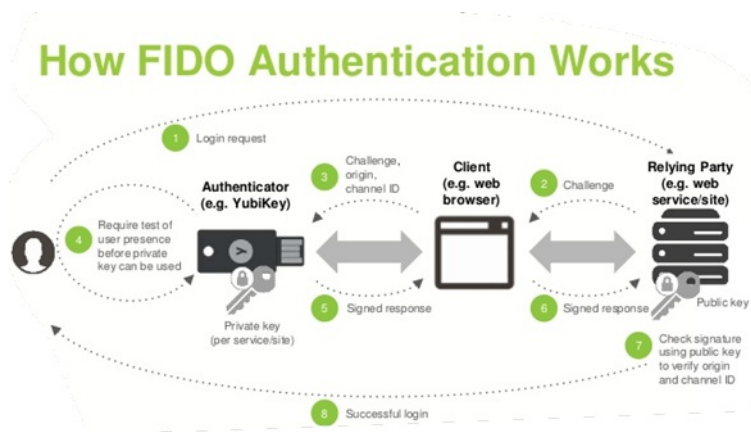 How FIDO Authentication Works
1 Login request
Authenticator
(e.g. YubiKey)
3 Challenge,
origin,
channel ID
Client
(e.g. web
browser)
2 Challenge
Relying Party
(e.g. web
service/site)
4 Require test of
user presence
before private
key can be used
Private key
(per service/site)
5 Signed response
6 Signed response
Public key
7 Check signature
using public key
to verify origin
and channel ID
8 Successful login